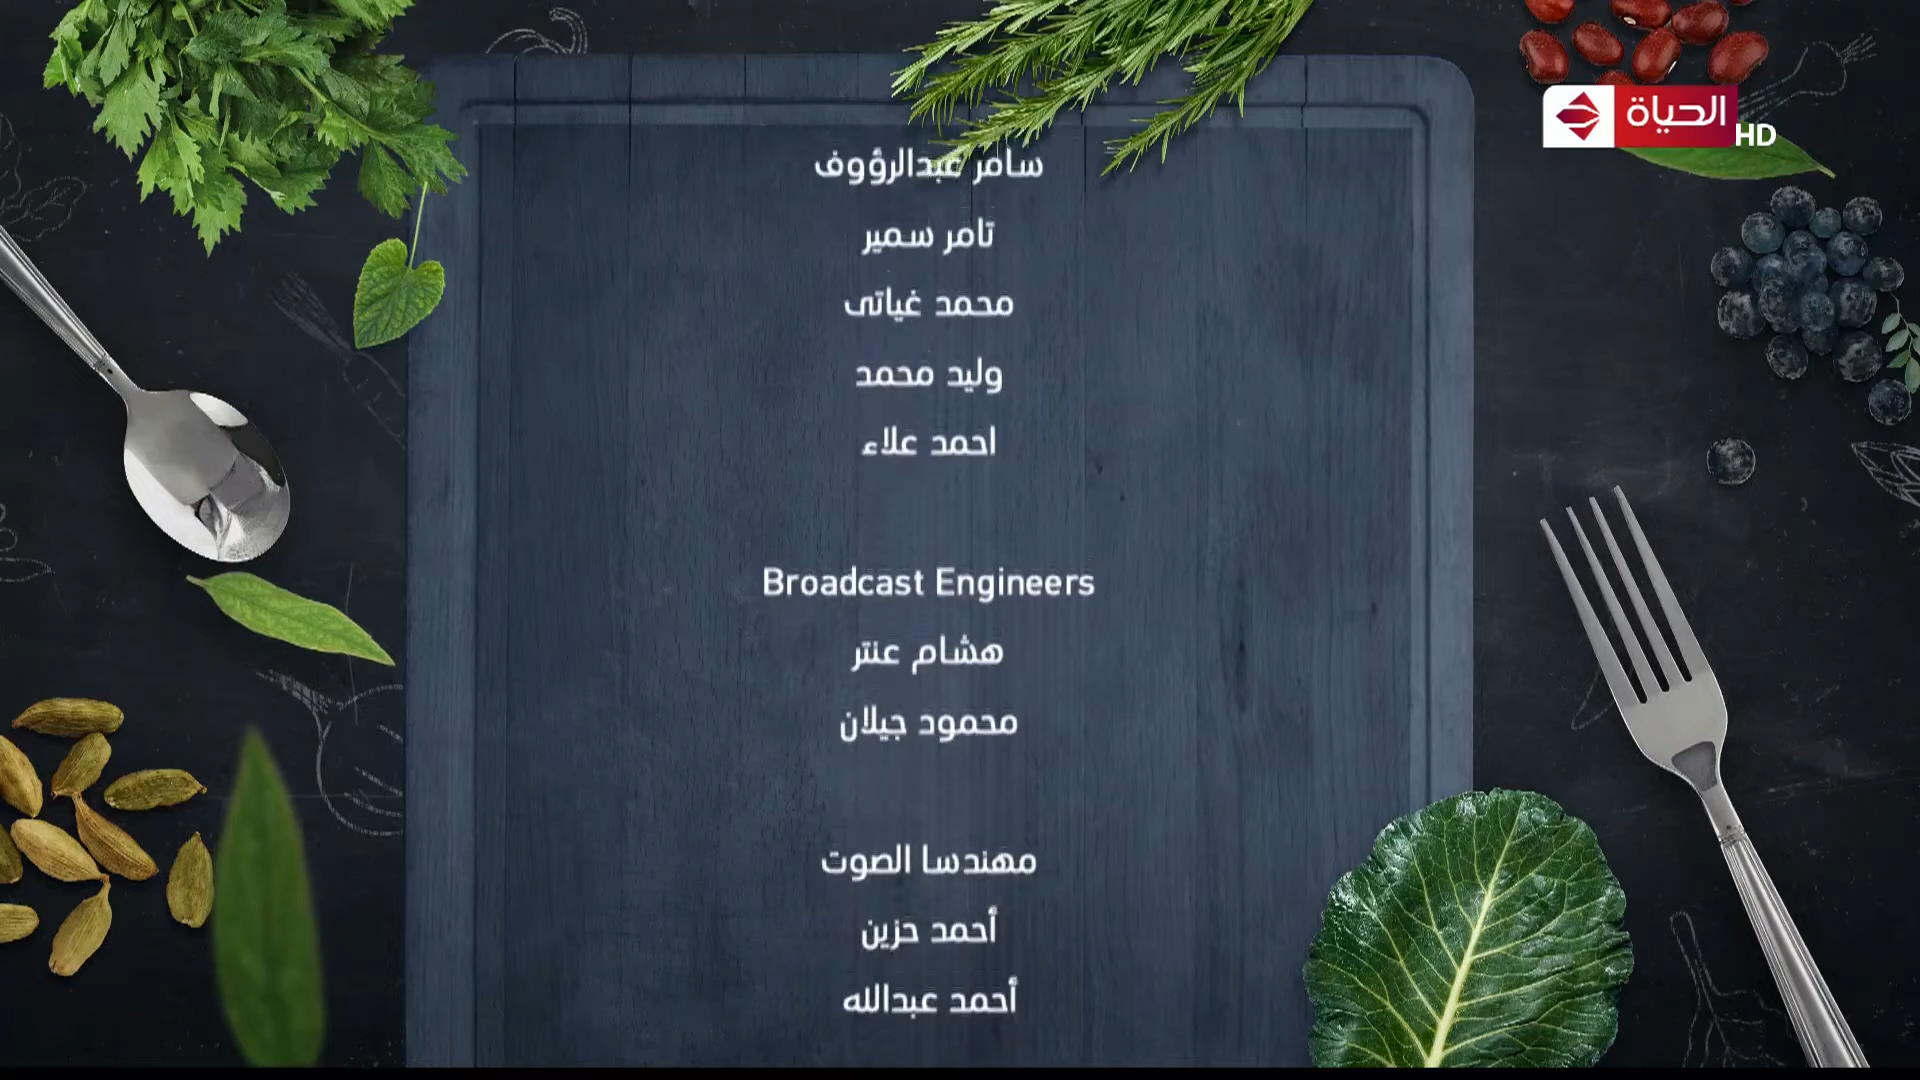 الحياة
HD
سامر عبدالرؤوف
تامر سمير
محمد غياتى
وليد محمد
احمد علاء
Broadcast Engineers
هشام عنتر
محمود جيلان
مهندسا الصوت
أحمد حزين
أحمد عبدالله